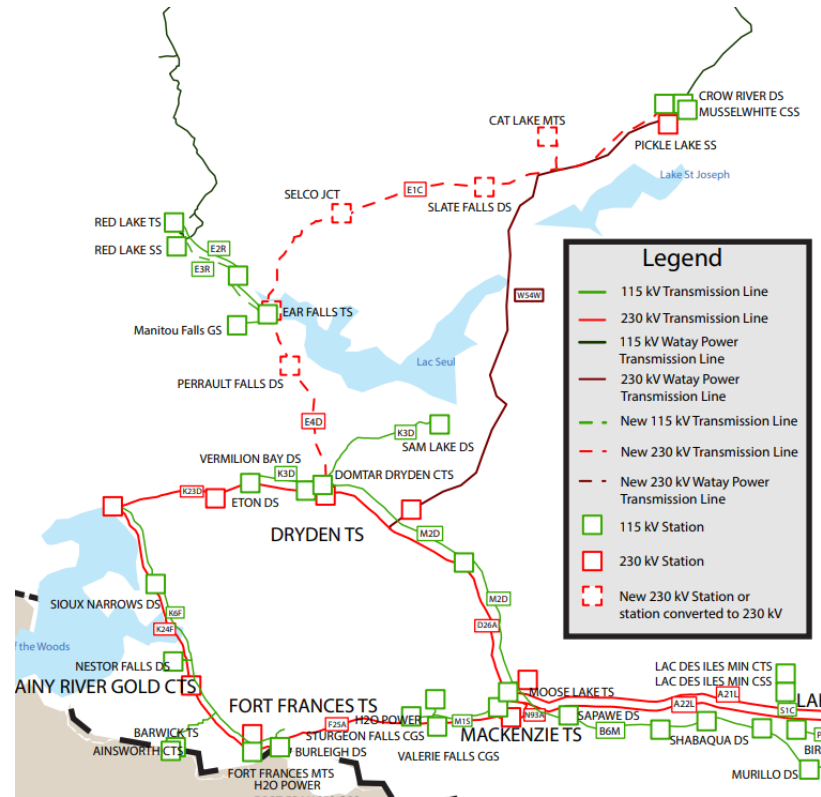 CROW RIVER DS
MUSSELWHITE CSS
CAT LAKE MTS
PICKLE LAKE SS
Lake St Joseph
SELCO JCT
E1C
SLATE FALLS DS
RED LAKE TS
RED LAKE SS
E2R
E3R
EAR FALLS TS
Manitou Falls GS
W54W
Lac Seul
PERRAULT FALLS DS
E4D
K3D
SAM LAKE DS
VERMILION BAY DS
K3D
DOMTAR DRYDEN CTS
K23D
ETON DS
DRYDEN TS
M2D
M2D
D26A
SIOUX NARROWS DS
K6F
K24F
f the Woods
NESTOR FALLS DS
AINY RIVER GOLD CTS
FORT FRANCES TS
F25A
H2O POWER
STURGEON FALLS CGS
M1S
VALERIE FALLS CGS
MOOSE LAKE TS
N93A
MACKENZIE TS
SAPAWE DS
BARWICK TS
AINSWORTH CTS
BURLEIGH DS
FORT FRANCES MTS
H2O POWER
LAC DES ILES MIN CTS
LAC DES ILES MIN CSS
A21L
A22L
S1C
LA
B6M
SHABAQUA DS
P
BIR
MURILLO DS
Legend
115 kV Transmission Line
230 kV Transmission Line
115 kV Watay Power
Transmission Line
230 kV Watay Power
Transmission Line
New 115 kV Transmission Line
New 230 kV Transmission Line
New 230 kV Watay Power
Transmission Line
115 kV Station
230 kV Station
New 230 kV Station or
station converted to 230 kV